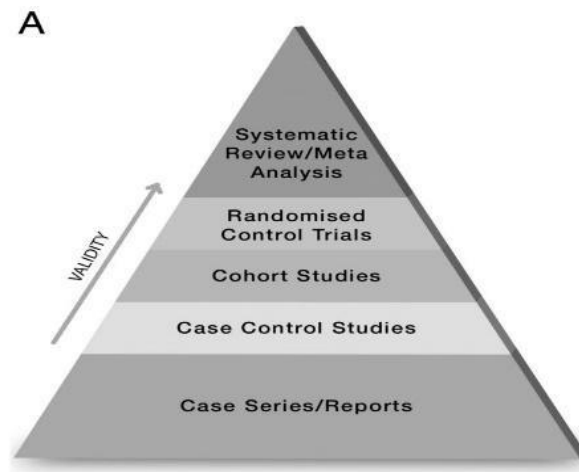 A
Systematic
Review/Meta
Analysis
Randomised
Control Trials
VALIDITY
Cohort Studies
Case Control Studies
Case Series/Reports